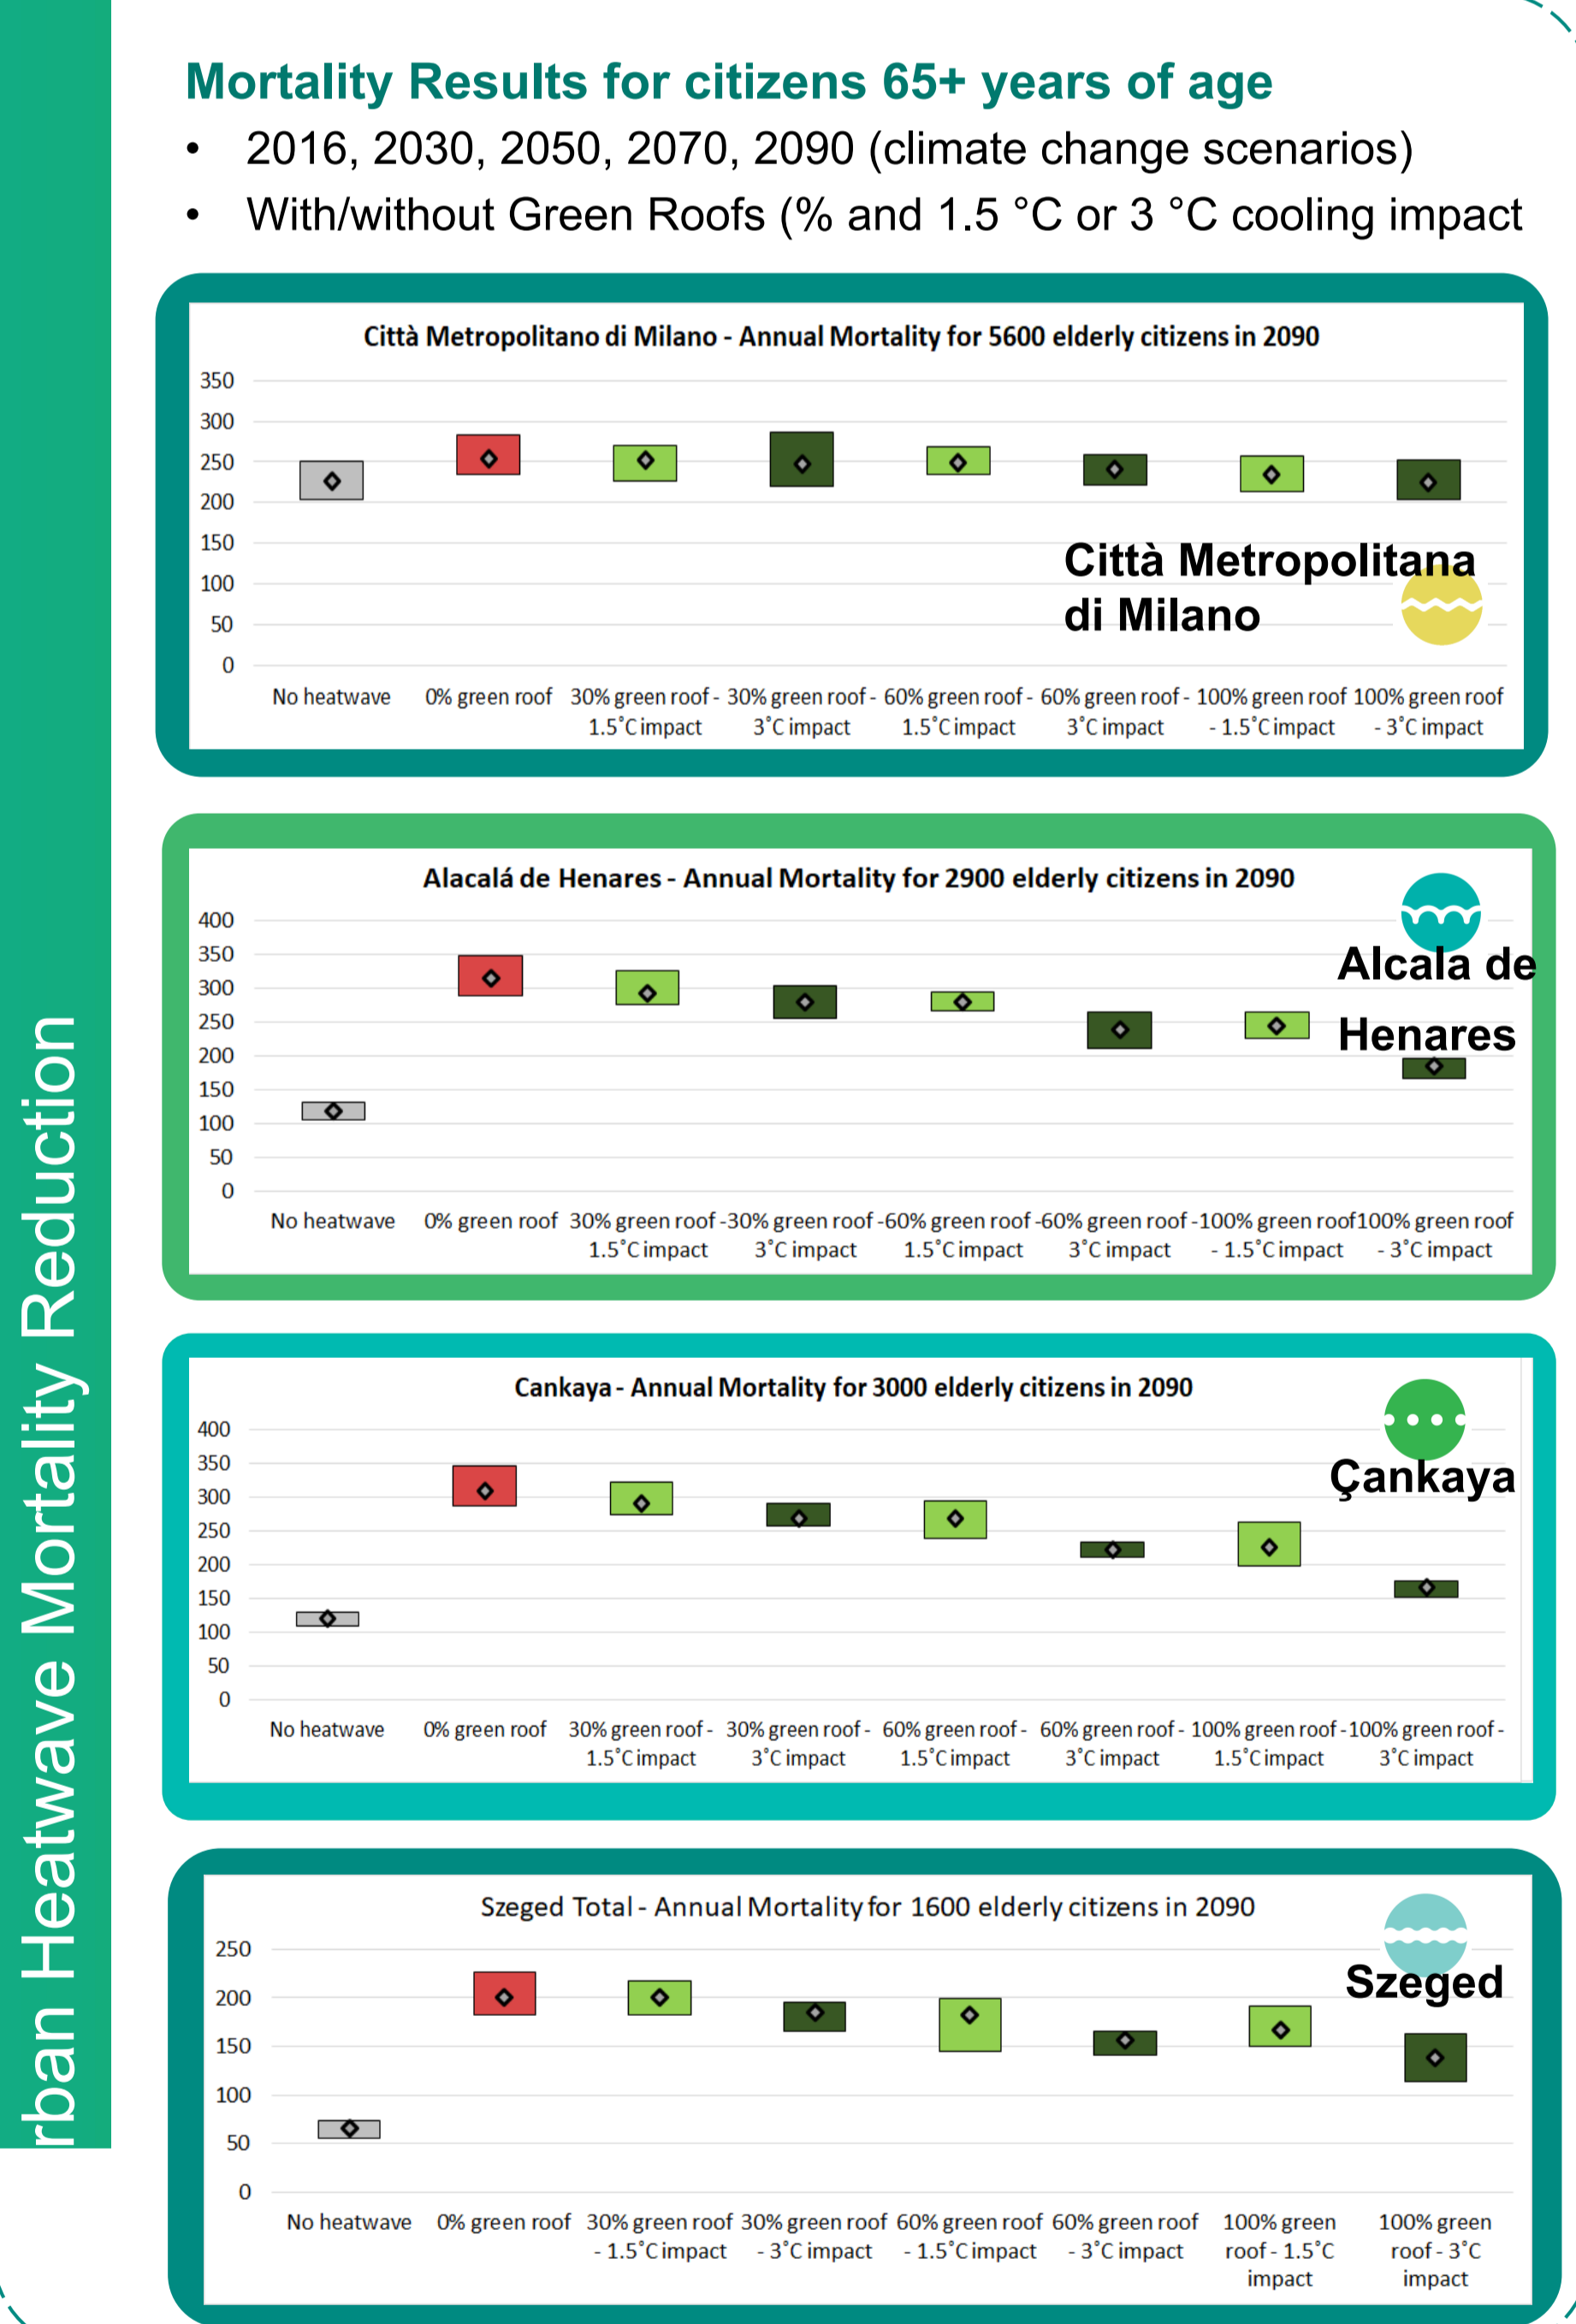 Mortality Results for citizens 65+ years of age
• 2016, 2030, 2050, 2070, 2090 (climate change scenarios)
• With/without Green Roofs (% and 1.5 °C or 3 °C cooling impact
rban Heatwave Mortality Reduction
Città Metropolitano di Milano - Annual Mortality for 5600 elderly citizens in 2090
350
300
250
200
150
100
50
0
Città Metropolitana
di Milano
No heatwave 0% green roof 30% green roof - 30% green roof - 60% green roof - 60% green roof - 100% green roof 100% green roof
1.5˚C impact 3˚C impact 1.5˚C impact 3˚C impact - 1.5˚C impact - 3˚C impact
Alacalá de Henares - Annual Mortality for 2900 elderly citizens in 2090
400
350
300
250
200
150
100
50
0
Alcala de
Henares
No heatwave 0% green roof 30% green roof -30% green roof -60% green roof -60% green roof -100% green roof100% green roof
1.5˚C impact 3˚C impact 1.5˚C impact 3˚C impact - 1.5˚C impact - 3˚C impact
Cankaya - Annual Mortality for 3000 elderly citizens in 2090
400
350
300
250
200
150
100
50
0
Çankaya
No heatwave 0% green roof 30% green roof - 30% green roof - 60% green roof - 60% green roof - 100% green roof -100% green roof -
1.5˚C impact 3˚C impact 1.5˚C impact 3˚C impact 1.5˚C impact 3˚C impact
Szeged Total - Annual Mortality for 1600 elderly citizens in 2090
250
200
150
100
50
0
Szeged
No heatwave 0% green roof 30% green roof 30% green roof 60% green roof 60% green roof 100% green 100% green
- 1.5˚C impact - 3˚C impact - 1.5˚C impact - 3˚C impact roof - 1.5˚C roof - 3˚C
impact impact